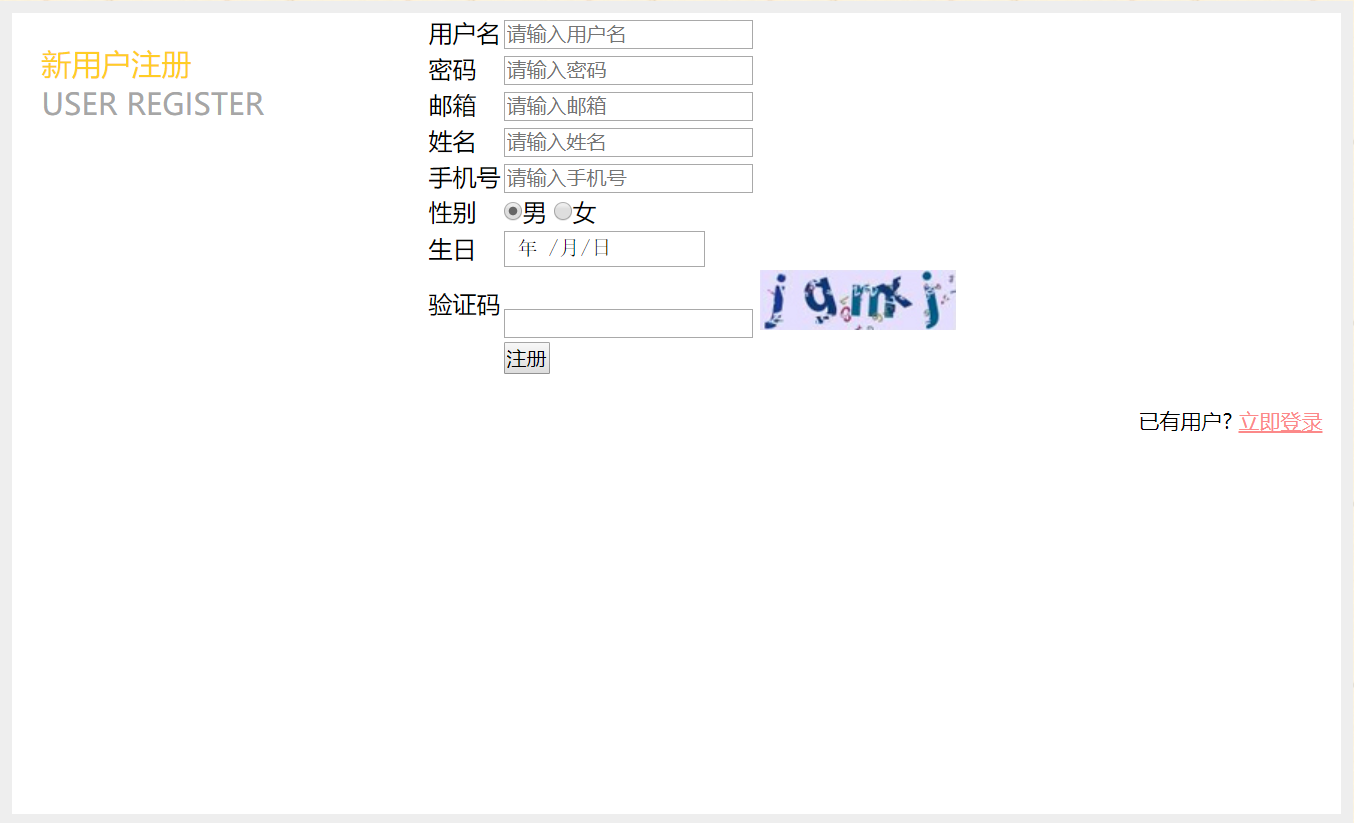 新用户注册
USER REGISTER
用户名 请输入用户名
密码 请输入密码
邮箱 请输入邮箱
姓名 请输入姓名
手机号 请输入手机号
性别 男 女
生日 年 /月/日
验证码
注册
已有用户? 立即登录